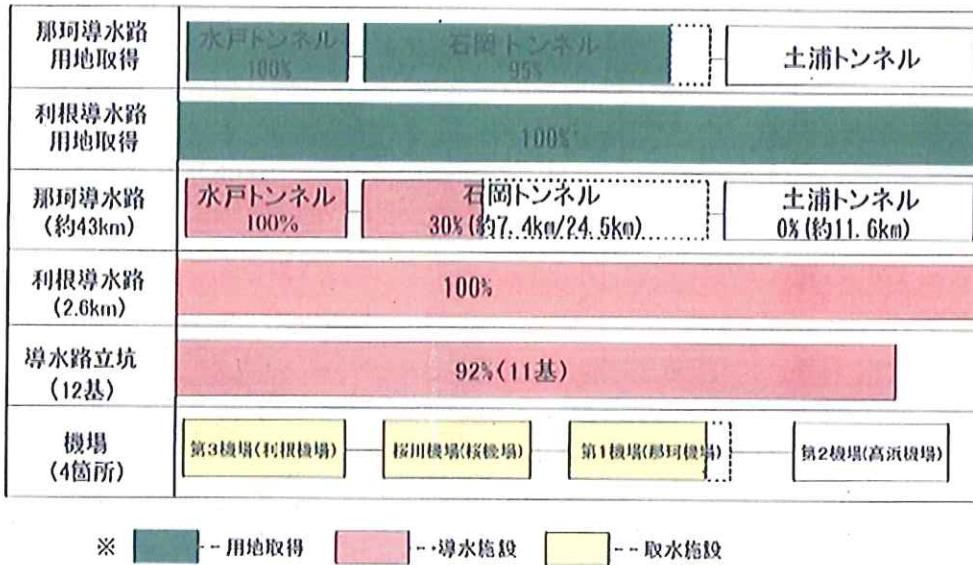 那珂導水路
用地取得
水戸トンネル
100%
石岡トンネル
95%
土浦トンネル
利根導水路
用地取得
100%
那珂導水路
(約43km)
水戸トンネル
100%
石岡トンネル
30%(約7.4km/24.5km)
土浦トンネル
0%(約11.6km)
利根導水路
(2.6km)
100%
導水路立坑
(12基)
92%(11基)
機場
(4箇所)
第3機場(利根機場)
桜川機場(桜機場)
第1機場(那珂機場)
第2機場(高浜機場)
※ --用地取得 --導水施設 --取水施設